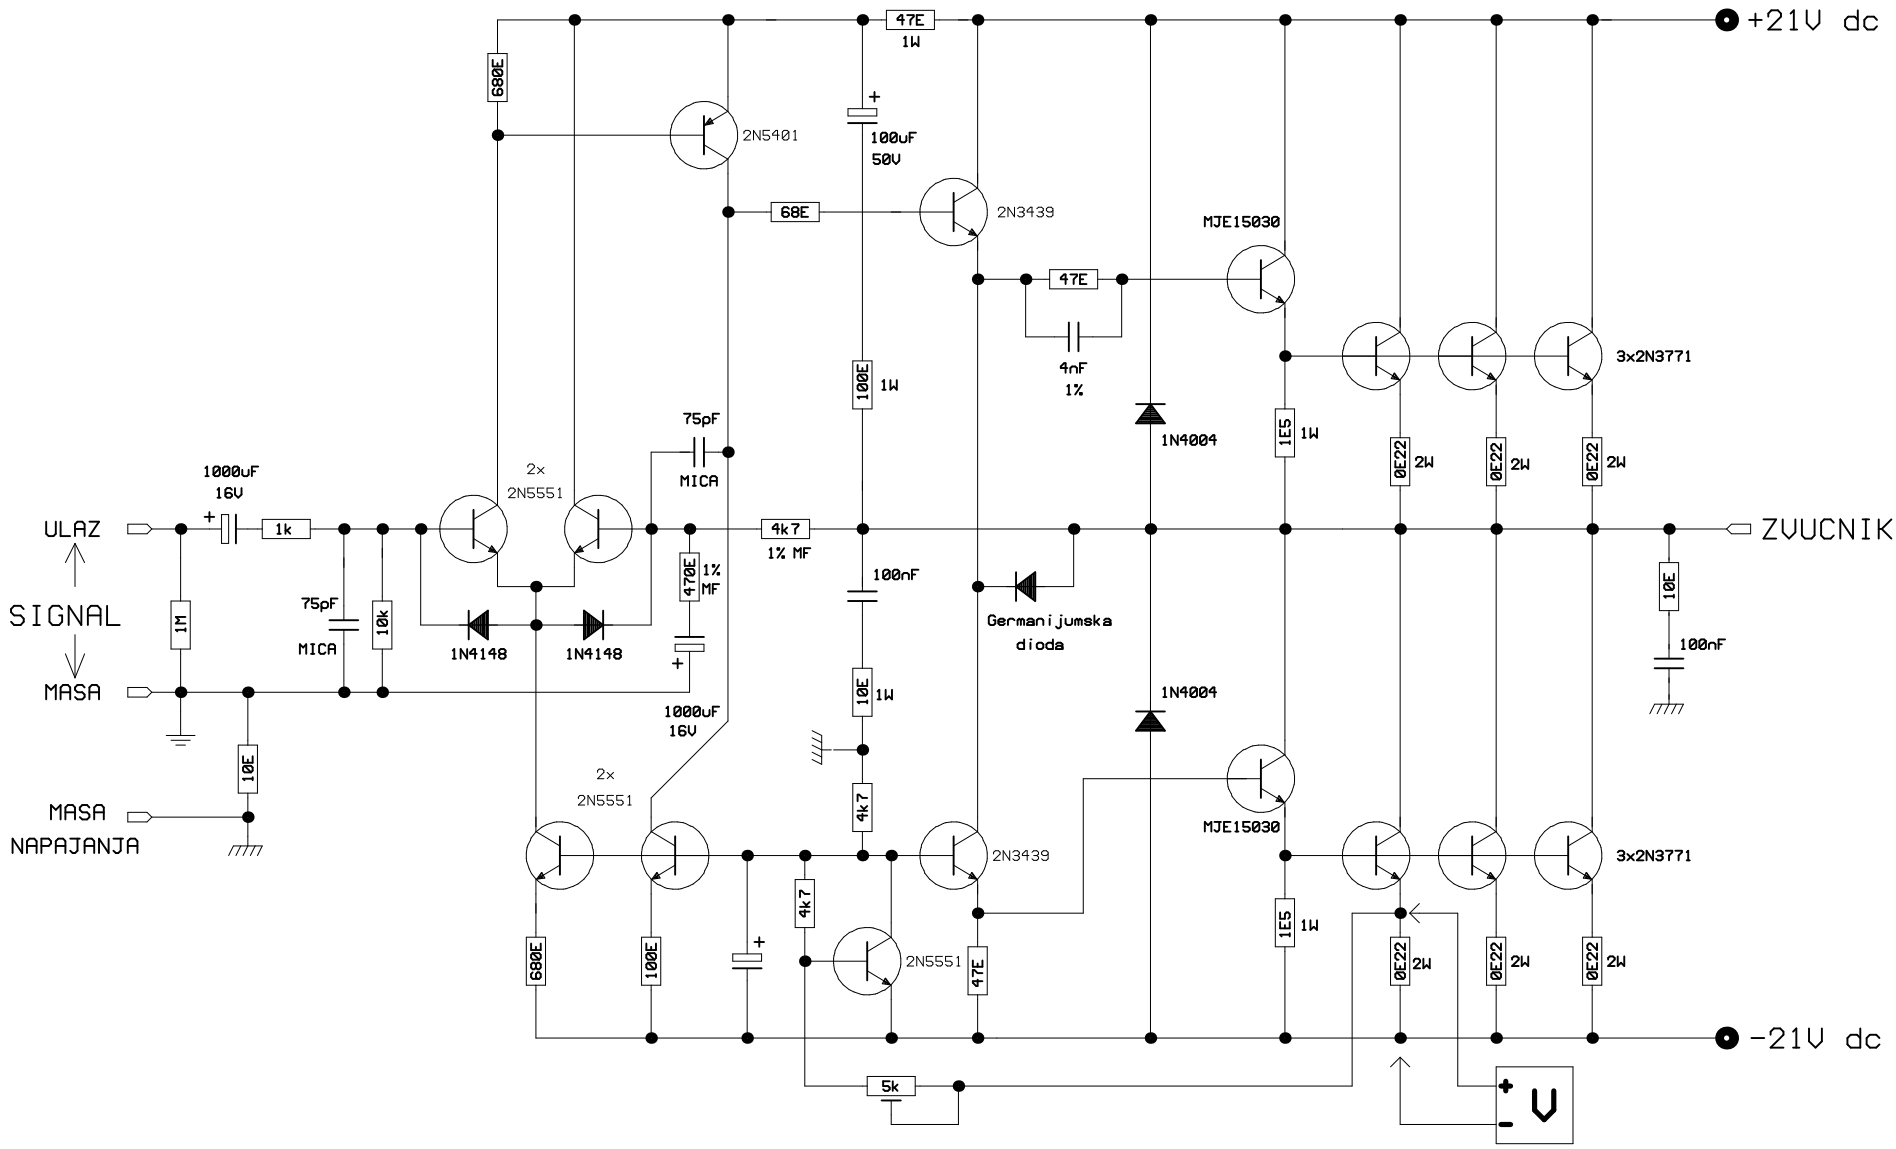 47E
1W
+21V dc
680E
2N5401
+
100uF
50V
68E
2N3439
MJE15030
47E
4nF
1%
100E
1W
3x2N3771
1N4004
1E5
1W
0E22
2W
0E22
2W
0E22
2W
75pF
MICA
2x
2N5551
1000uF
16V
+
ULAZ
1k
4k7
1% MF
ZVUCNIK
SIGNAL
1M
75pF
MICA
10k
1N4148
1N4148
470E
1%
MF
+
1000uF
16V
100nF
Germanijumska
dioda
10E
100nF
MASA
10E
1W
1N4004
10E
MASA
NAPAJANJA
2x
2N5551
4k7
MJE15030
2N3439
3x2N3771
4k7
680E
100E
+
2N5551
47E
1E5
1W
0E22
2W
0E22
2W
0E22
2W
-21V dc
5k
+
V
-